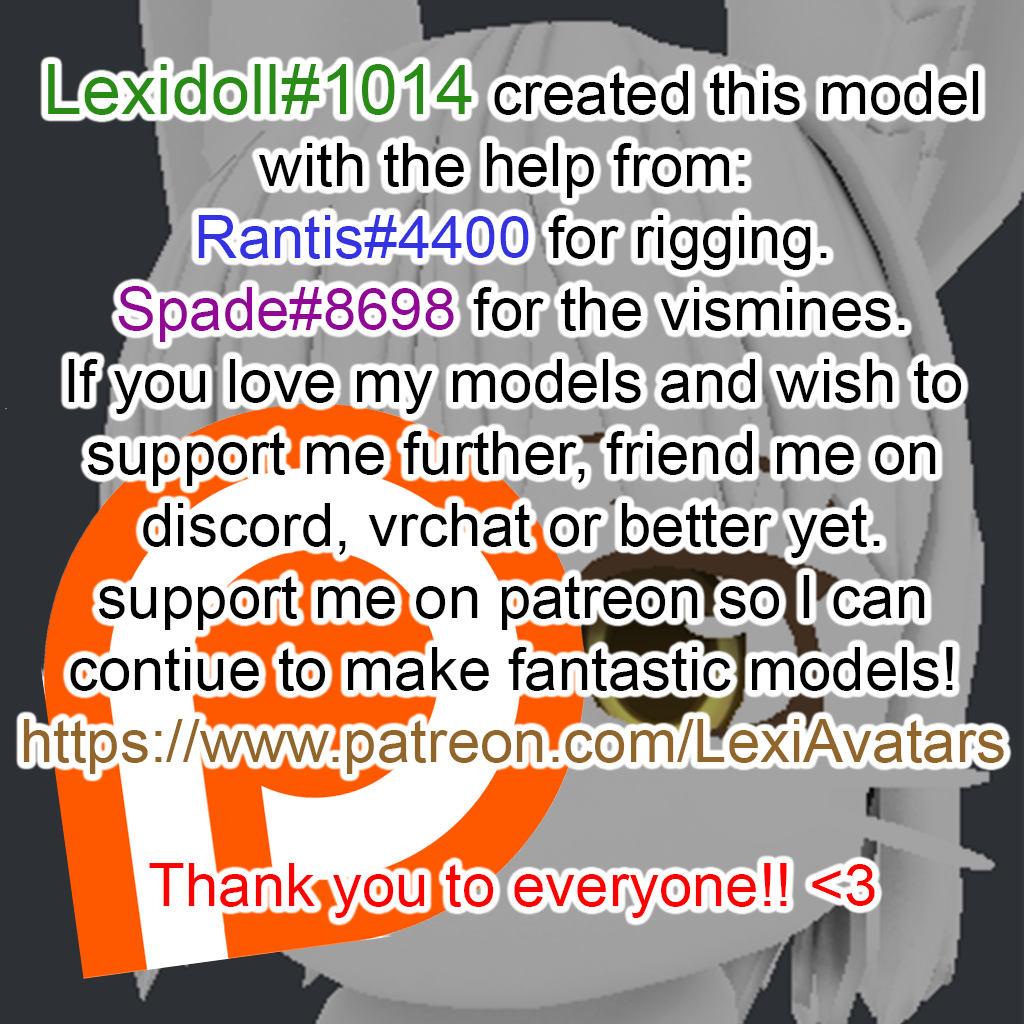 Lexidoll#1014 created this model
with the help from:
Rantis#4400 for rigging.
Spade#8698 for the vismines.
If you love my models and wish to
support me further, friend me on
discord, vrchat or better yet.
support me on patreon so I can
contiue to make fantastic models!
https://www.patreon.com/LexiAvatars
Thank you to everyone!! <3